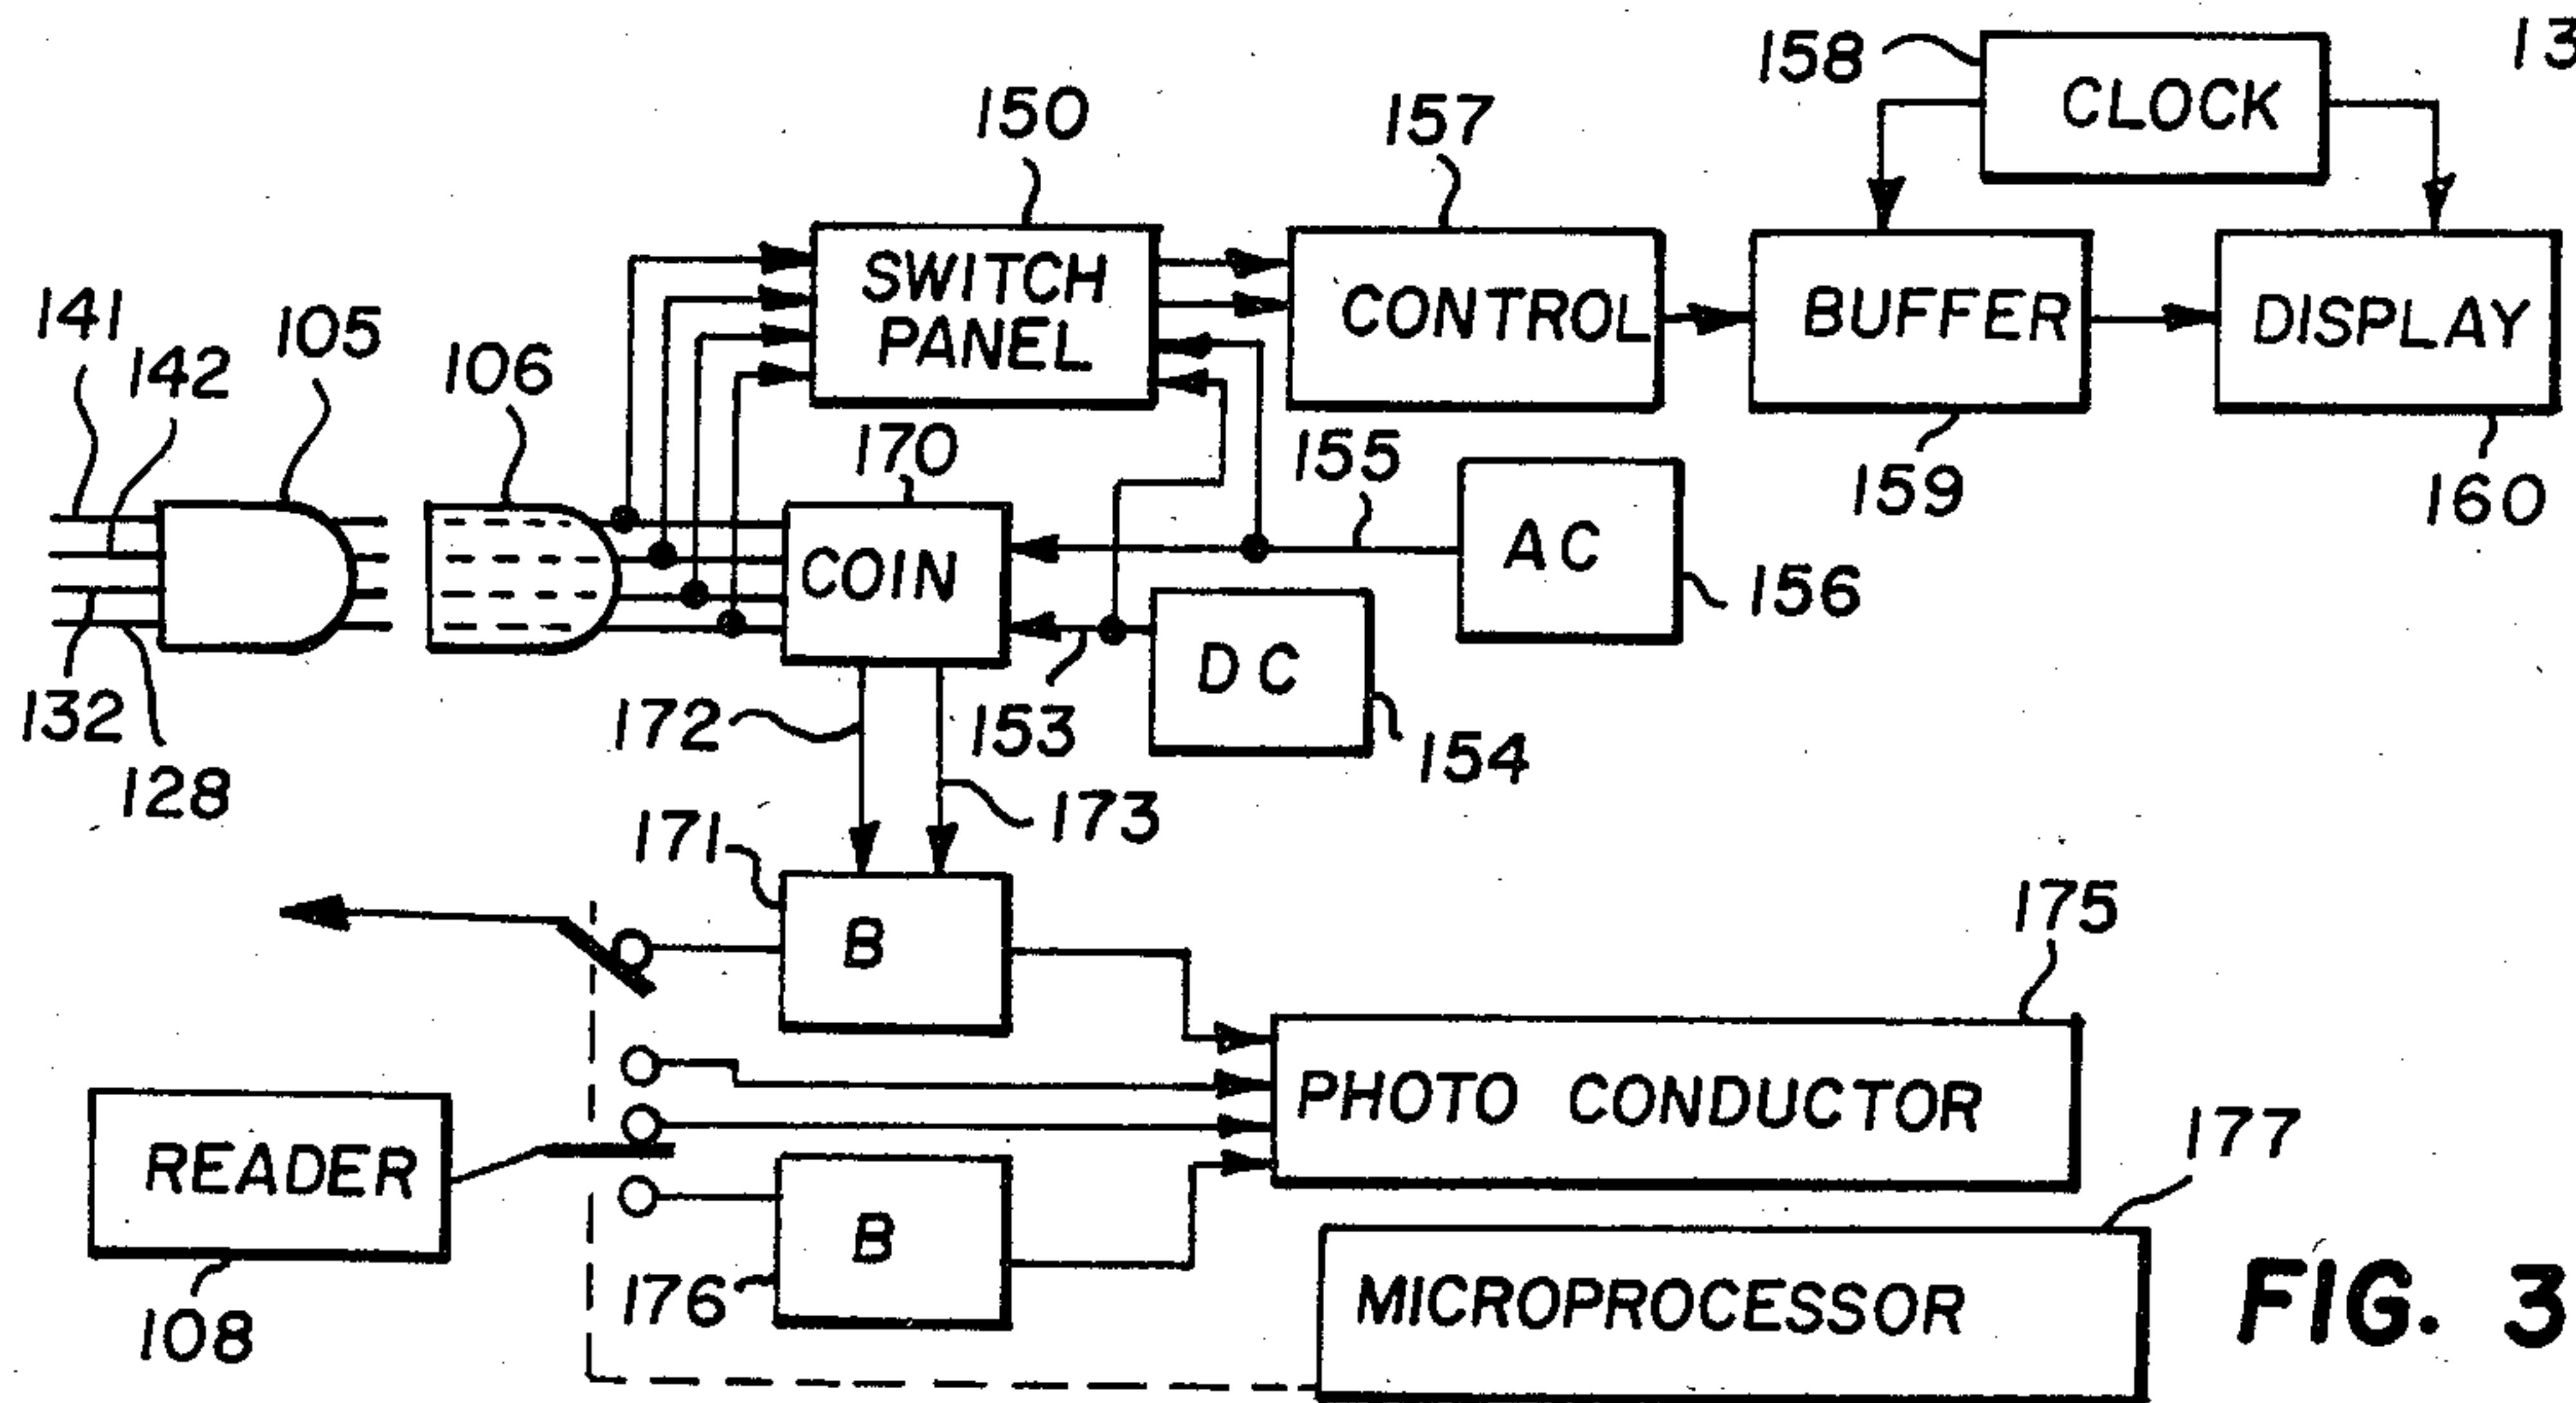 158
CLOCK
13
150
157
SWITCH
PANEL
CONTROL
BUFFER
DISPLAY
141
142
105
106
170
155
159
160
COIN
AC
156
DC
132
128
172
153
154
173
171
B
175
PHOTO CONDUCTOR
READER
177
B
176
108
MICROPROCESSOR
FIG. 3